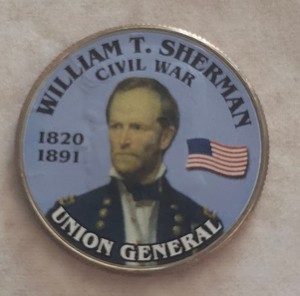 WILLIAM T. SHERMAN
CIVIL WAR
1820
1891
UNION GENERAL